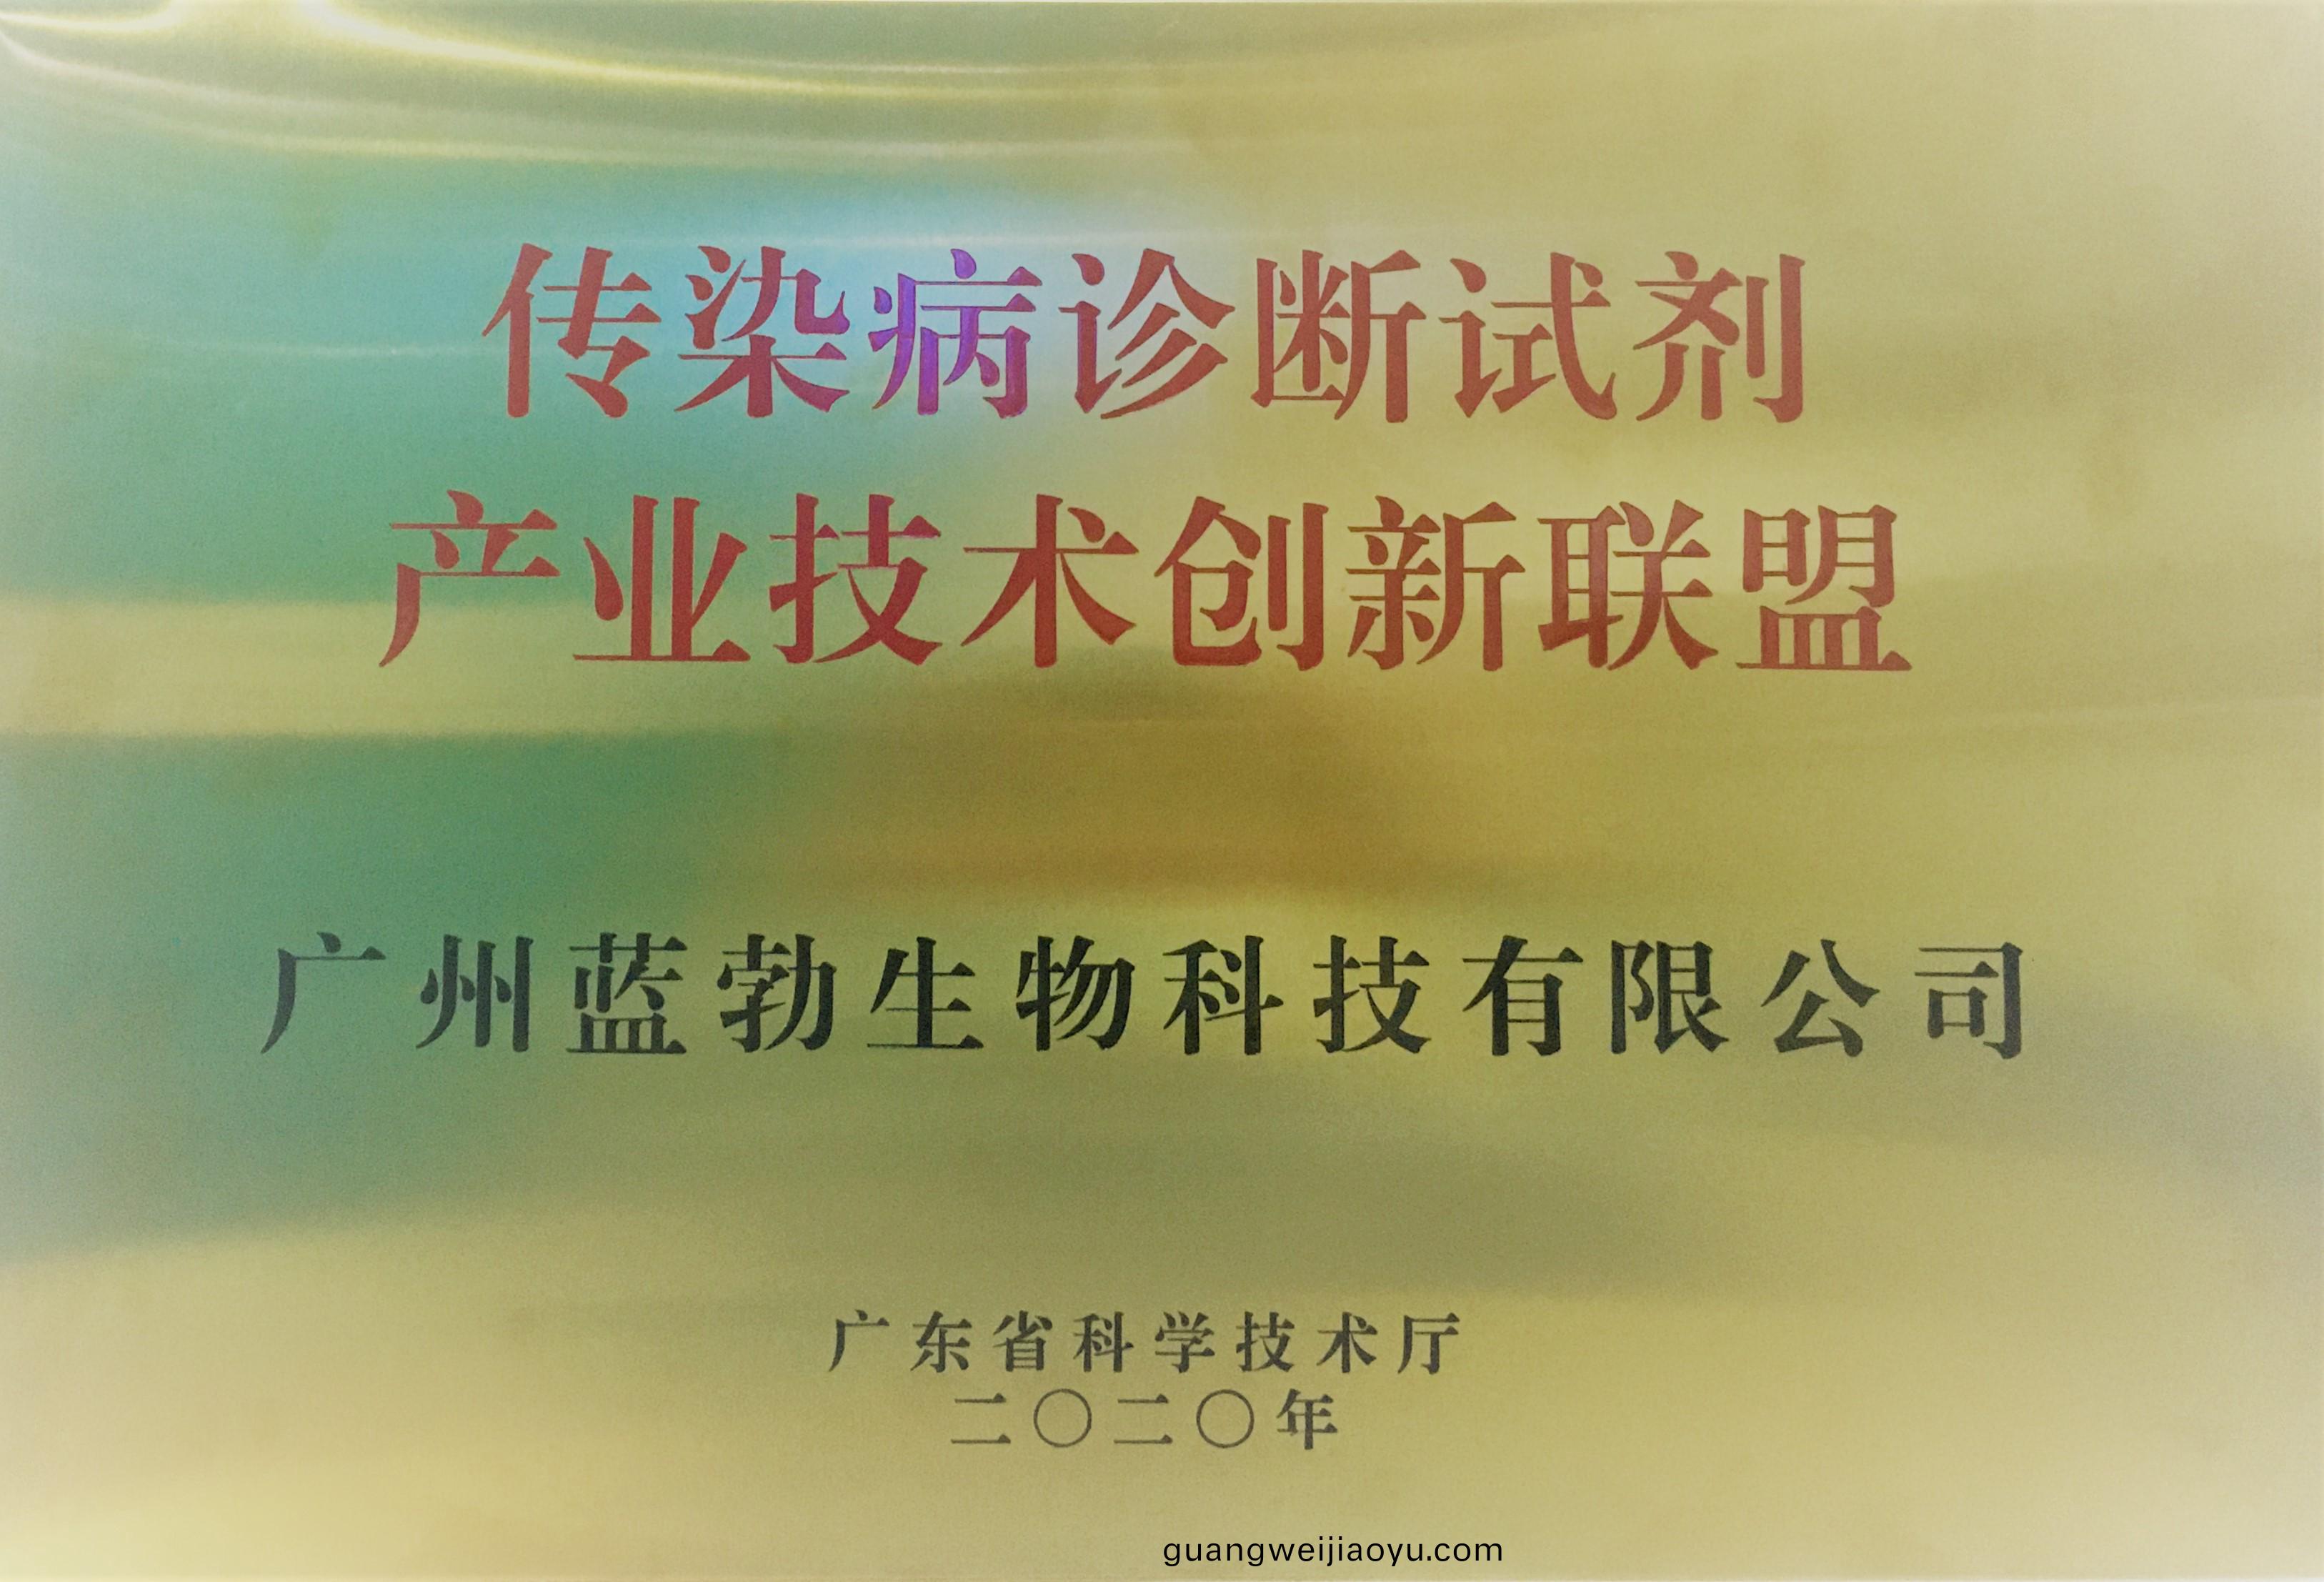 传染病诊断试剂
产业技术创新联盟
广州蓝勃生物科技有限公司
广东省科学技术厅
二〇二〇年
guangweijiaoyu.com